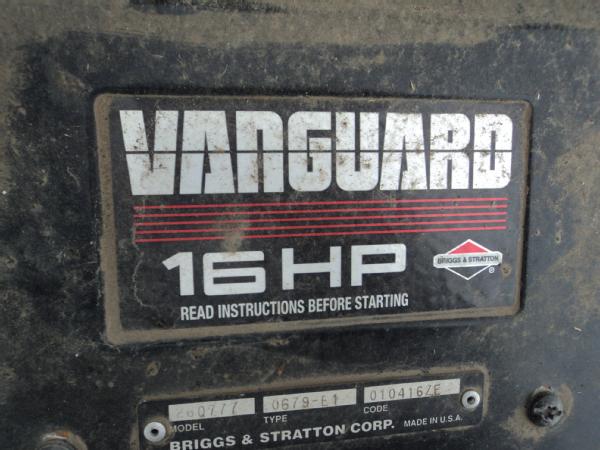 VANGUARD
16 HP
BRIGGS & STRATTON
®
READ INSTRUCTIONS BEFORE STARTING
0679-E1
MODEL TYPE CODE
BRIGGS & STRATTON CORP. MADE IN U.S.A.